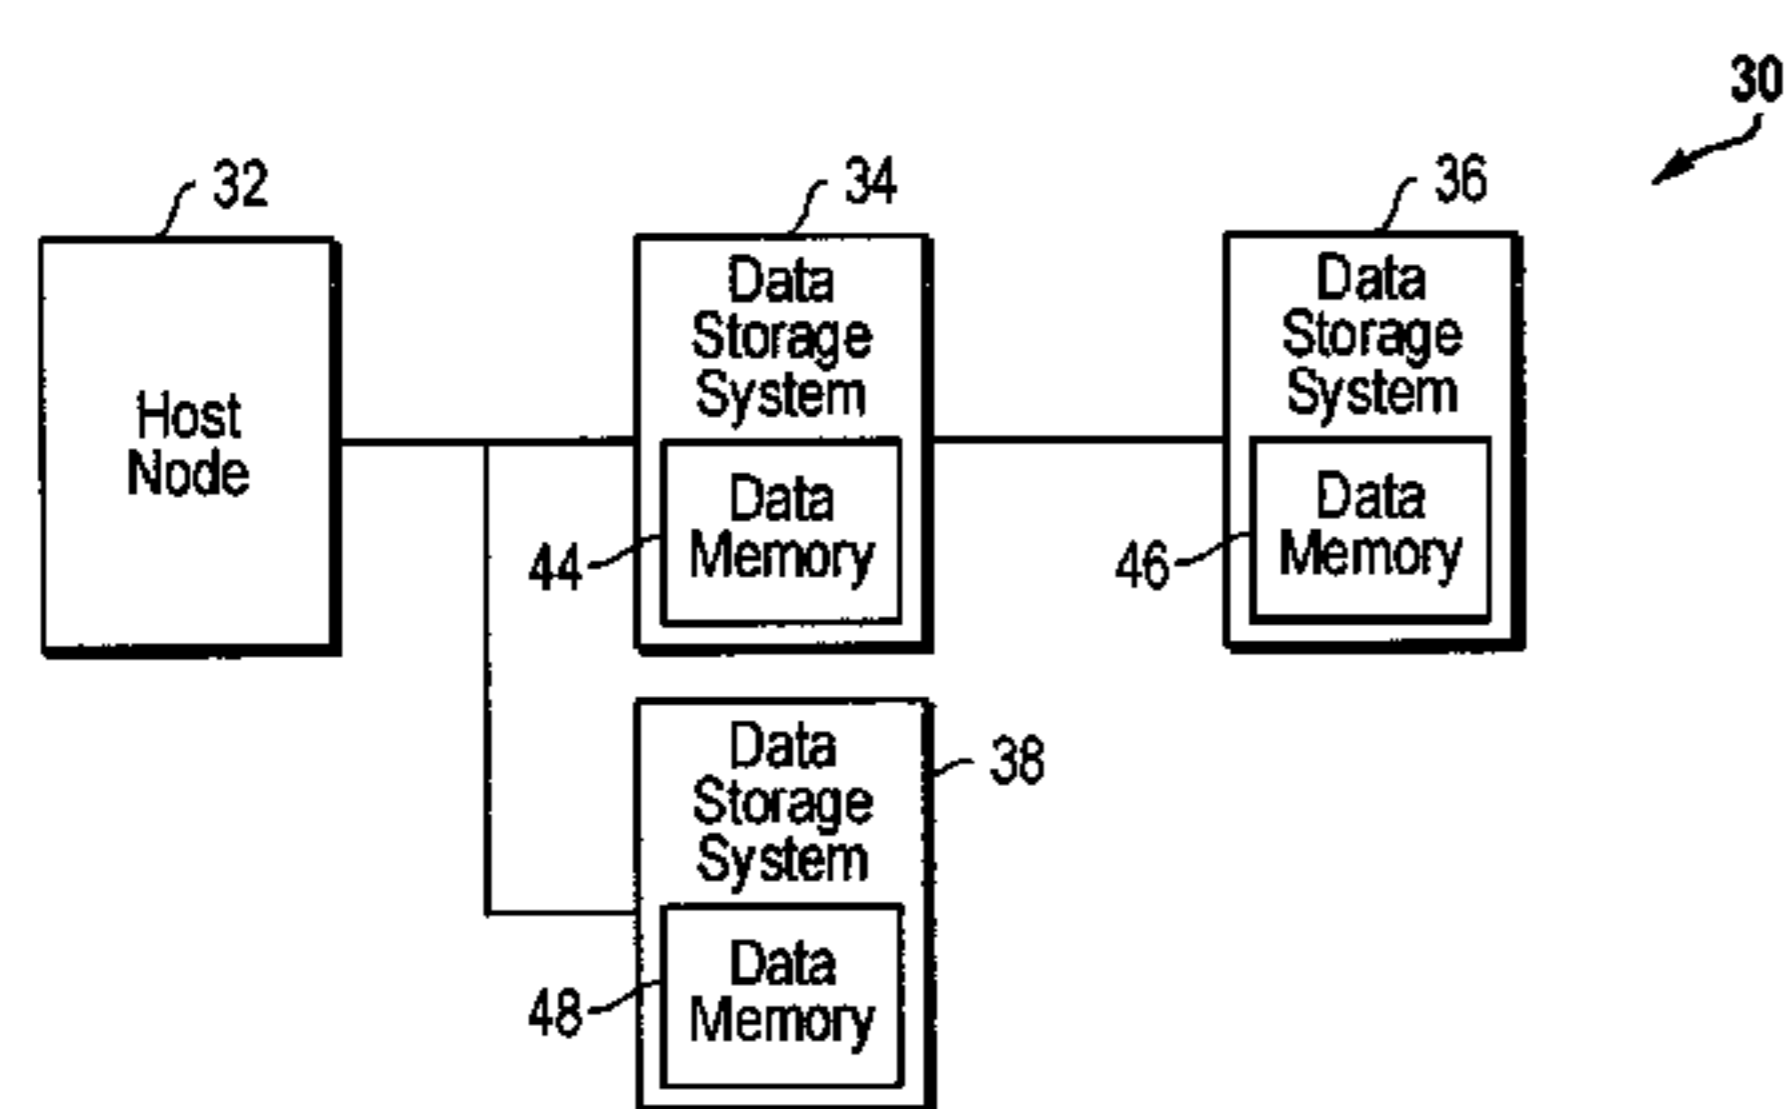 30
32
34
36
Host
Node
Data
Storage
System
Data
Memory
44
Data
Storage
System
Data
Memory
46
Data
Storage
System
38
Data
Memory
48